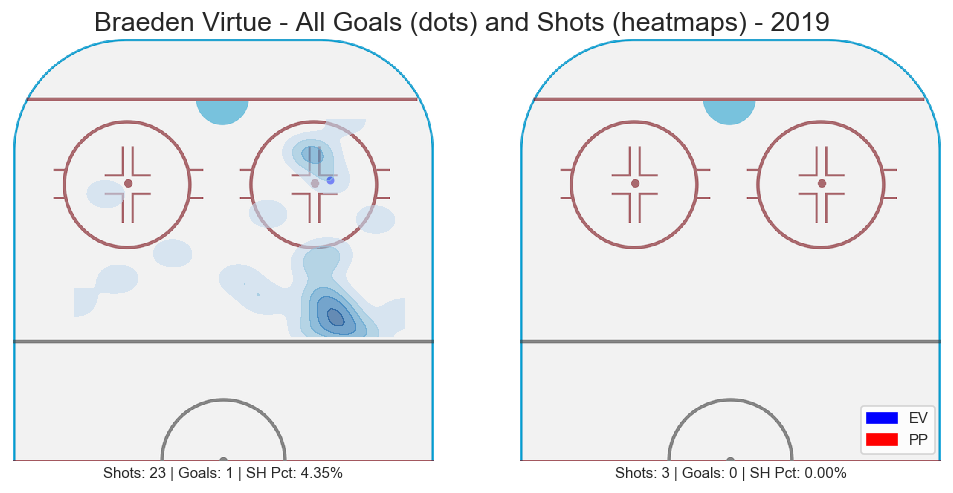 Braeden Virtue - All Goals (dots) and Shots (heatmaps) - 2019
EV
PP
Shots: 23 | Goals: 1 | SH Pct: 4.35%
Shots: 3 | Goals: 0 | SH Pct: 0.00%